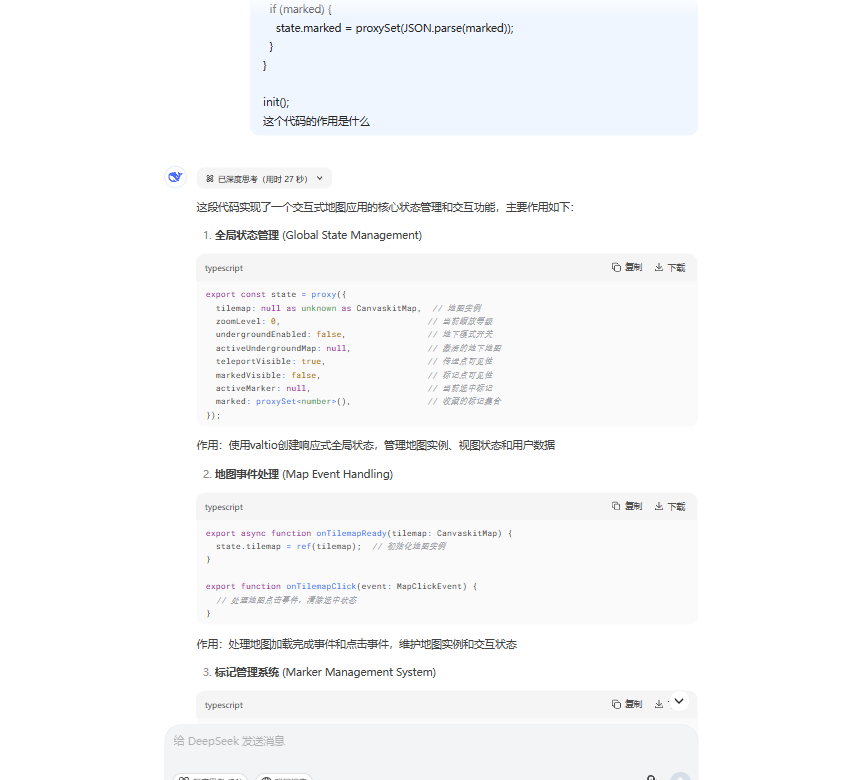 if (marked) {
state.marked = proxySet(JSON.parse(marked));
}
}
init();
这个代码的作用是什么
已深度思考（用时 27 秒）
这段代码实现了一个交互式地图应用的核心状态管理和交互功能，主要作用如下：
1. 全局状态管理 (Global State Management)
typescript 复制 下载
export const state = proxy({
tilemap: null as unknown as CanvaskitMap, // 地图实例
zoomLevel: 0, // 当前缩放等级
undergroundEnabled: false, // 地下模式开关
activeUndergroundMap: null, // 激活的地下地图
teleportVisible: true, // 传送点可见性
markedVisible: false, // 标记点可见性
activeMarker: null, // 当前选中标记
marked: proxySet<number>(), // 收藏的标记集合
});
作用：使用valtio创建响应式全局状态，管理地图实例、视图状态和用户数据
2. 地图事件处理 (Map Event Handling)
typescript 复制 下载
export async function onTilemapReady(tilemap: CanvaskitMap) {
state.tilemap = ref(tilemap); // 初始化地图实例
}
export function onTilemapClick(event: MapClickEvent) {
// 处理地图点击事件，清除选中状态
}
作用：处理地图加载完成事件和点击事件，维护地图实例和交互状态
3. 标记管理系统 (Marker Management System)
typescript 复制
给 DeepSeek 发送消息